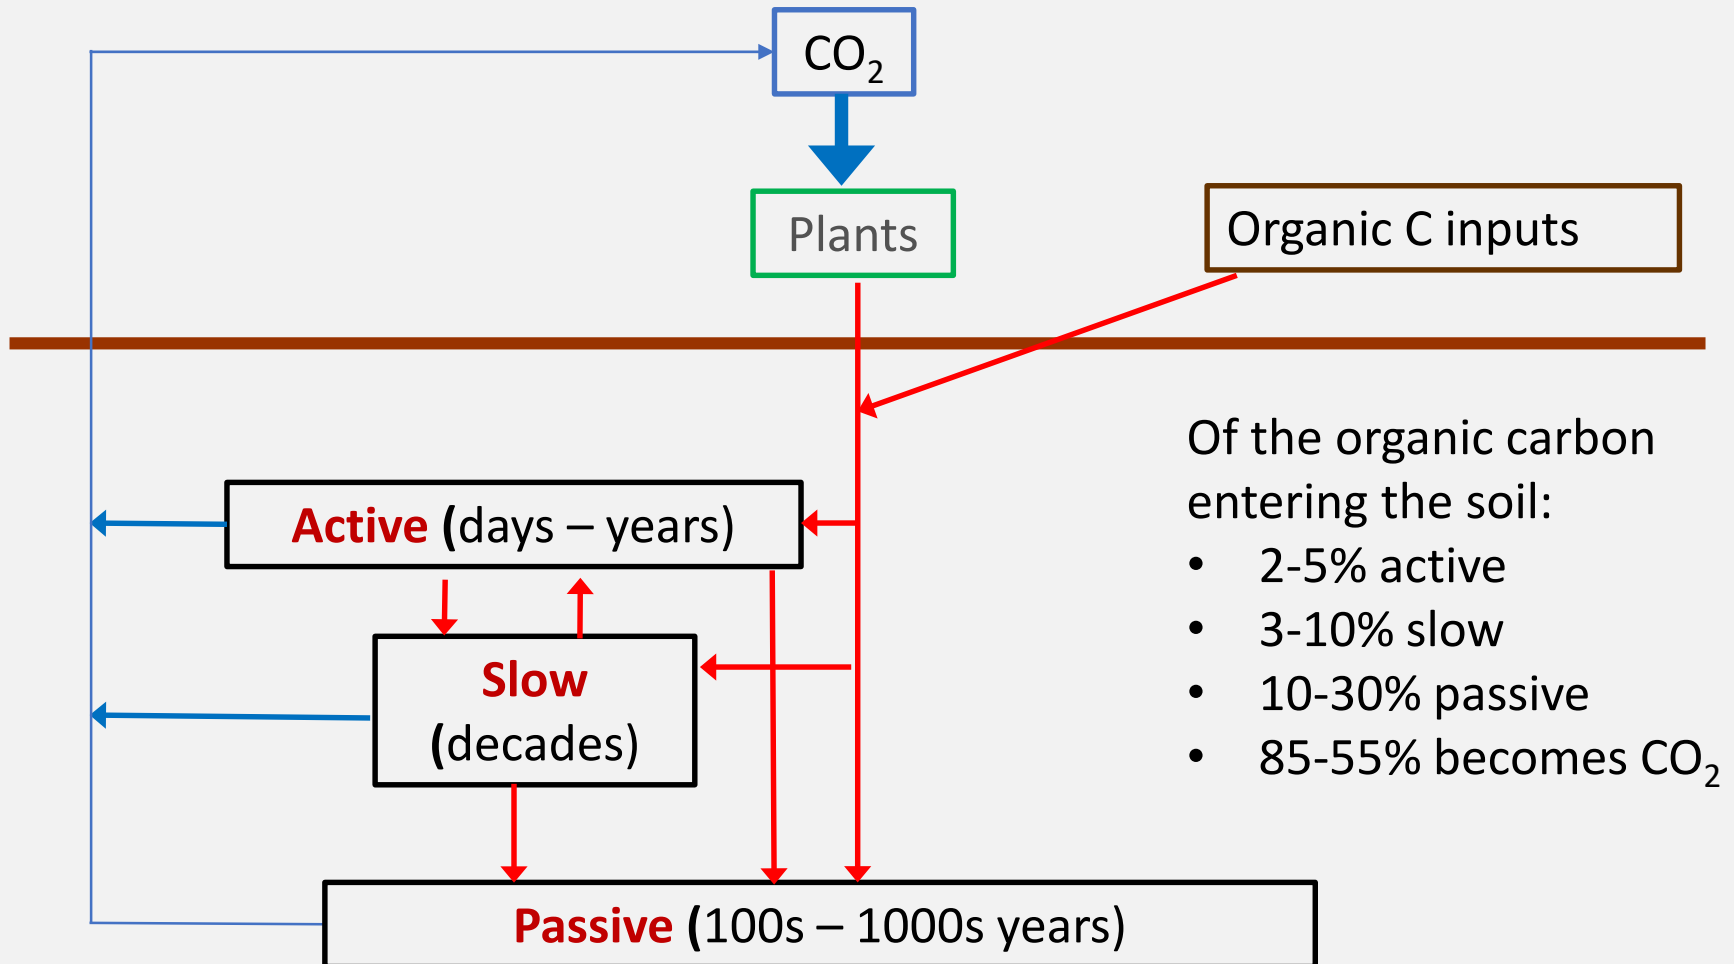 CO₂
Plants
Organic C inputs
Of the organic carbon
entering the soil:
• 2-5% active
• 3-10% slow
• 10-30% passive
• 85-55% becomes CO₂
Active (days – years)
Slow
(decades)
Passive (100s – 1000s years)